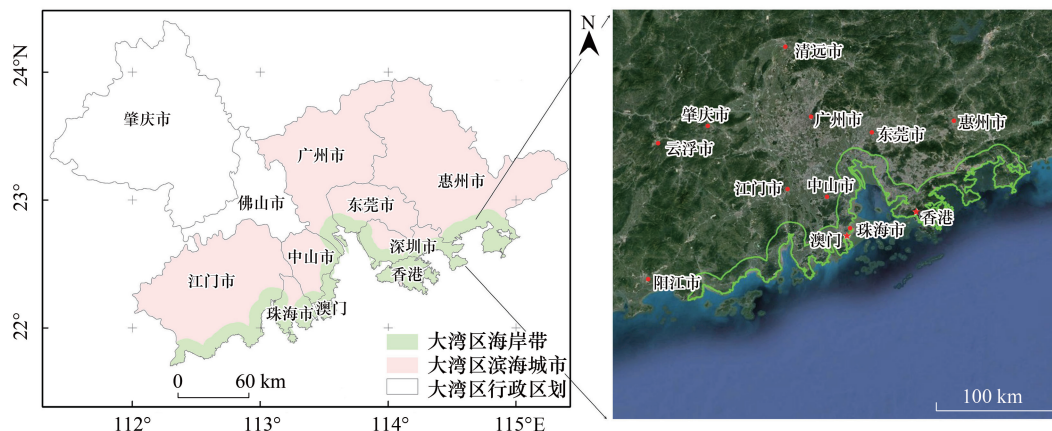 24°N
23°
22°
112°
113°
114°
115°E
肇庆市
广州市
惠州市
佛山市
东莞市
深圳市
中山市
江门市
香港
珠海市
澳门
大湾区海岸带
大湾区滨海城市
大湾区行政区划
0 60 km
N
清远市
肇庆市
广州市
惠州市
东莞市
云浮市
江门市
中山市
香港
珠海市
澳门
阳江市
100 km